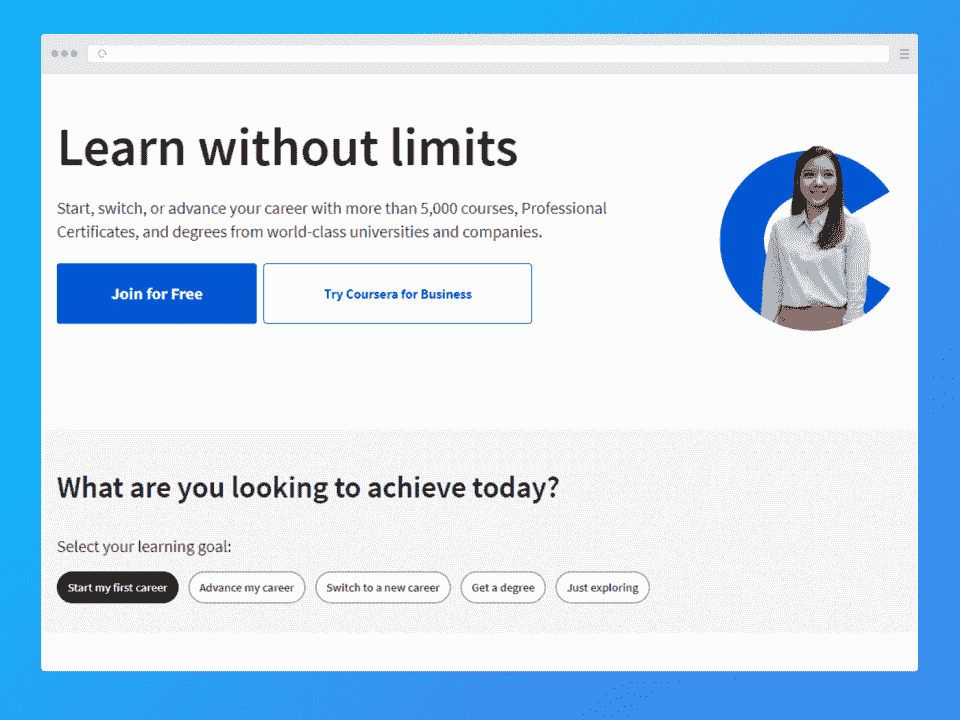 Learn without limits
Start, switch, or advance your career with more than 5,000 courses, Professional
Certificates, and degrees from world-class universities and companies.
Join for Free
Try Coursera for Business
What are you looking to achieve today?
Select your learning goal:
Start my first career
Advance my career
Switch to a new career
Get a degree
Just exploring